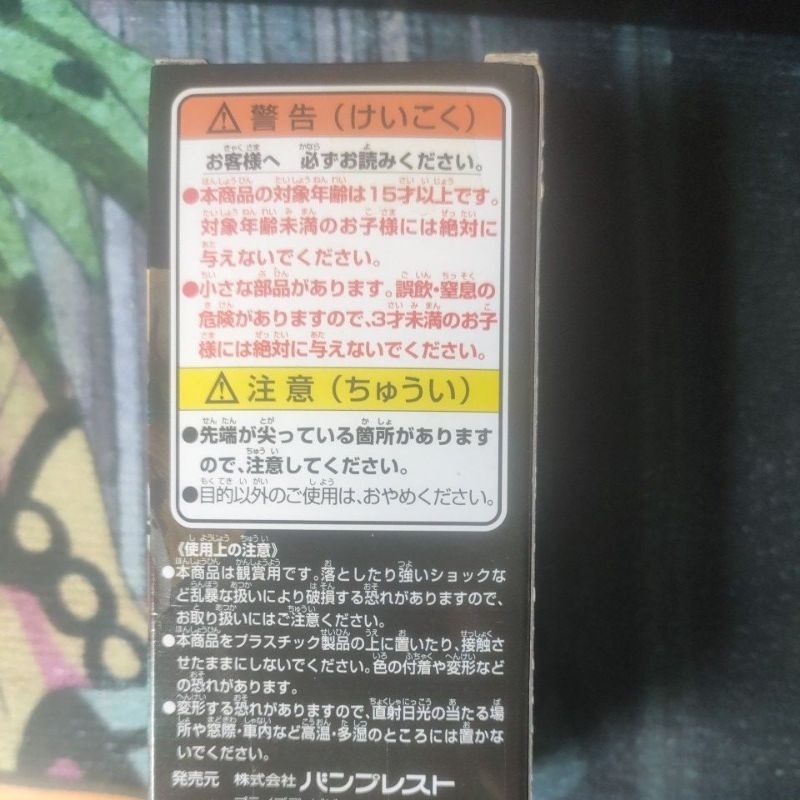 警告（けいこく）
お客様へ 必ずお読みください。
●本商品の対象年齢は15才以上です。
対象年齢未満のお子様には絶対に
与えないでください。
●小さな部品があります。誤飲・窒息の
危険がありますので、3才未満のお子
様には絶対に与えないでください。
注意（ちゅうい）
●先端が尖っている箇所があります
ので、注意してください。
●目的以外のご使用は、おやめください。
《使用上の注意》
●本商品は観賞用です。落としたり強いショックな
ど乱暴な扱いにより破損する恐れがありますので、
お取り扱いにはご注意ください。
●本商品をプラスチック製品の上に置いたり、接触さ
せたままにしないでください。色の付着や変形など
の恐れがあります。
●変形する恐れがありますので、直射日光の当たる場
所や窓際・車内など高温・多湿のところには置かな
いでください。
発売元 株式会社 バンプレスト